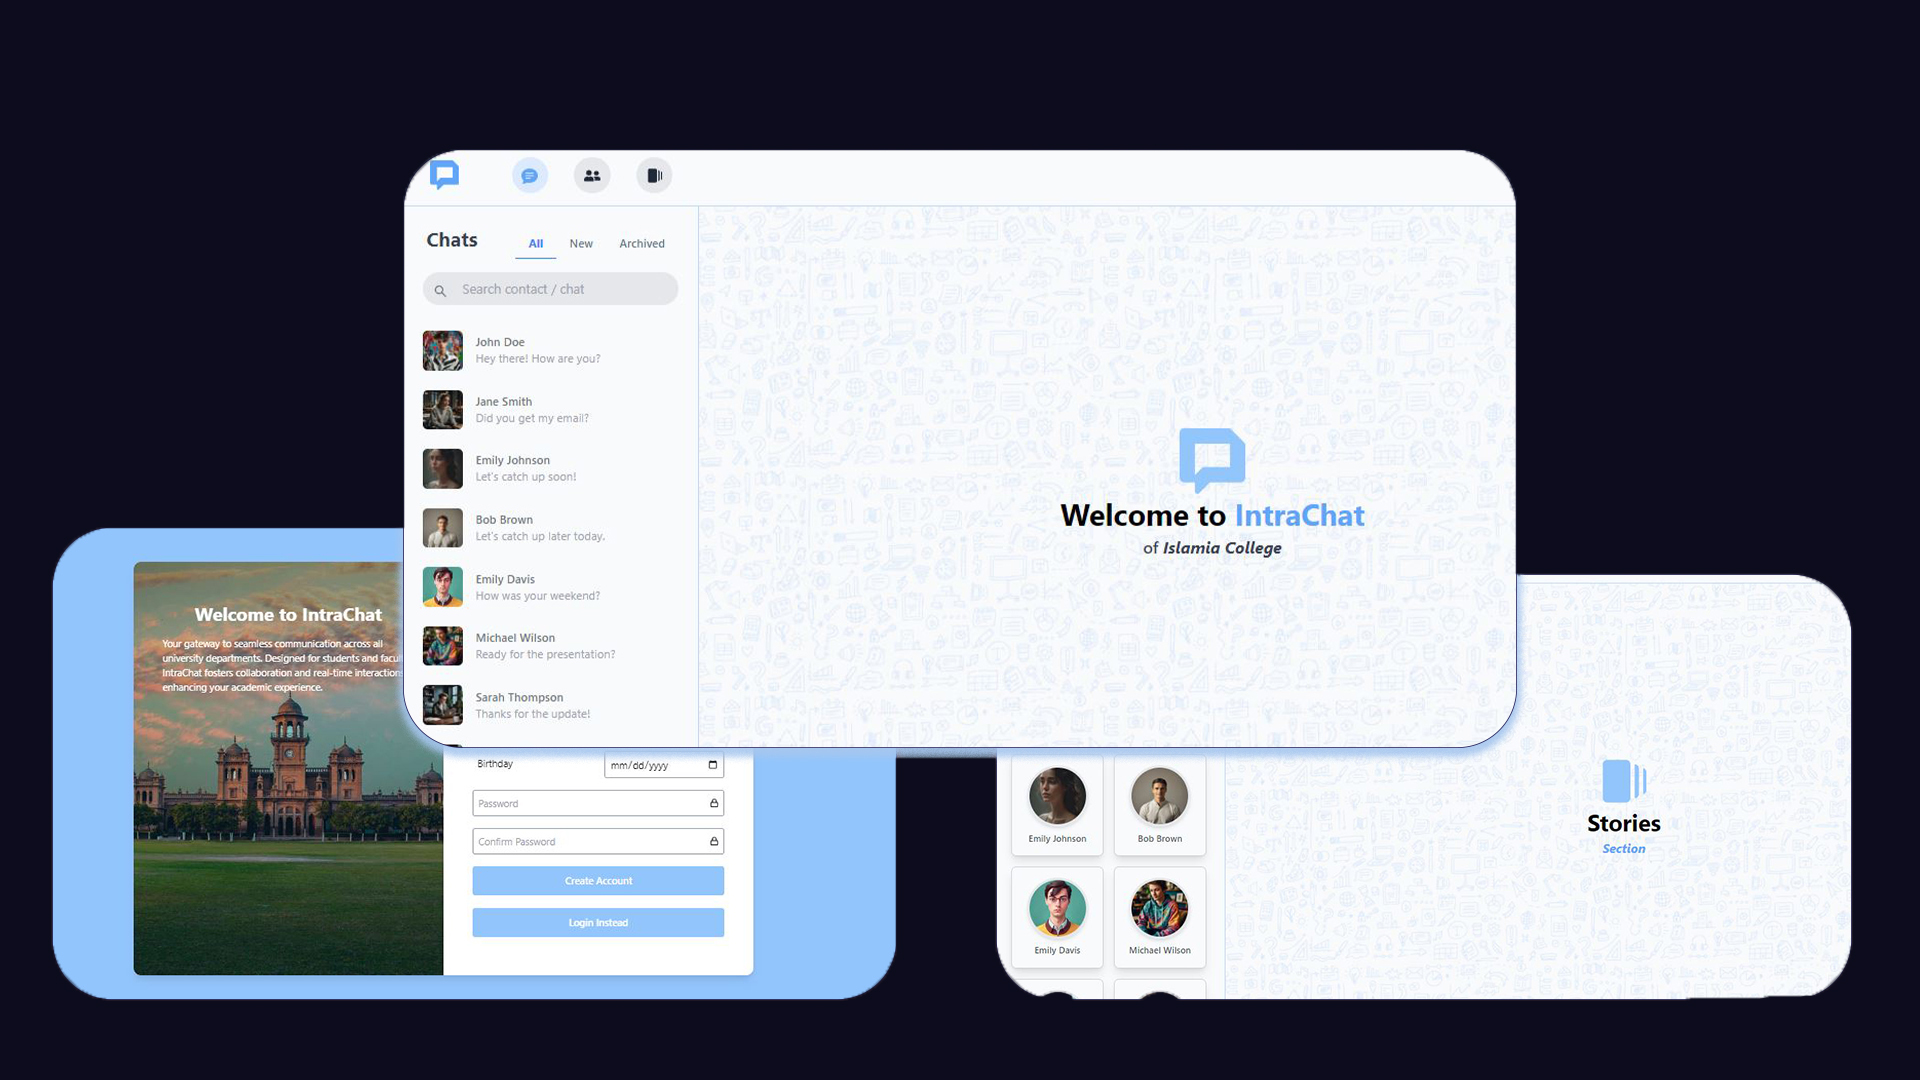 Chats
All
New
Archived
Search contact / chat
John Doe
Hey there! How are you?
Jane Smith
Did you get my email?
Emily Johnson
Let's catch up soon!
Bob Brown
Let's catch up later today.
Emily Davis
How was your weekend?
Michael Wilson
Ready for the presentation?
Sarah Thompson
Thanks for the update!
Welcome to IntraChat
of Islamia College
Welcome to IntraChat
Your gateway to seamless communication across all
university departments. Designed for students and
IntraChat fosters collaboration and real-time
enhancing your academic experience.
Birthday
mm/dd/yyyy
Password
Confirm Password
Create Account
Login Instead
Emily Johnson
Bob Brown
Emily Davis
Michael Wilson
Stories
Section